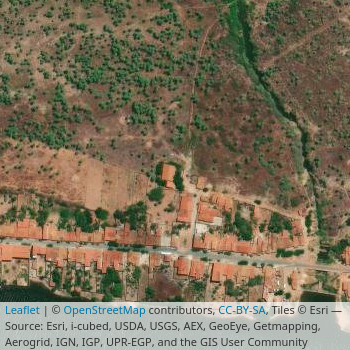 Leaflet | © OpenStreetMap contributors, CC-BY-SA, Tiles © Esri —
Source: Esri, i-cubed, USDA, USGS, AEX, GeoEye, Getmapping,
Aerogrid, IGN, IGP, UPR-EGP, and the GIS User Community